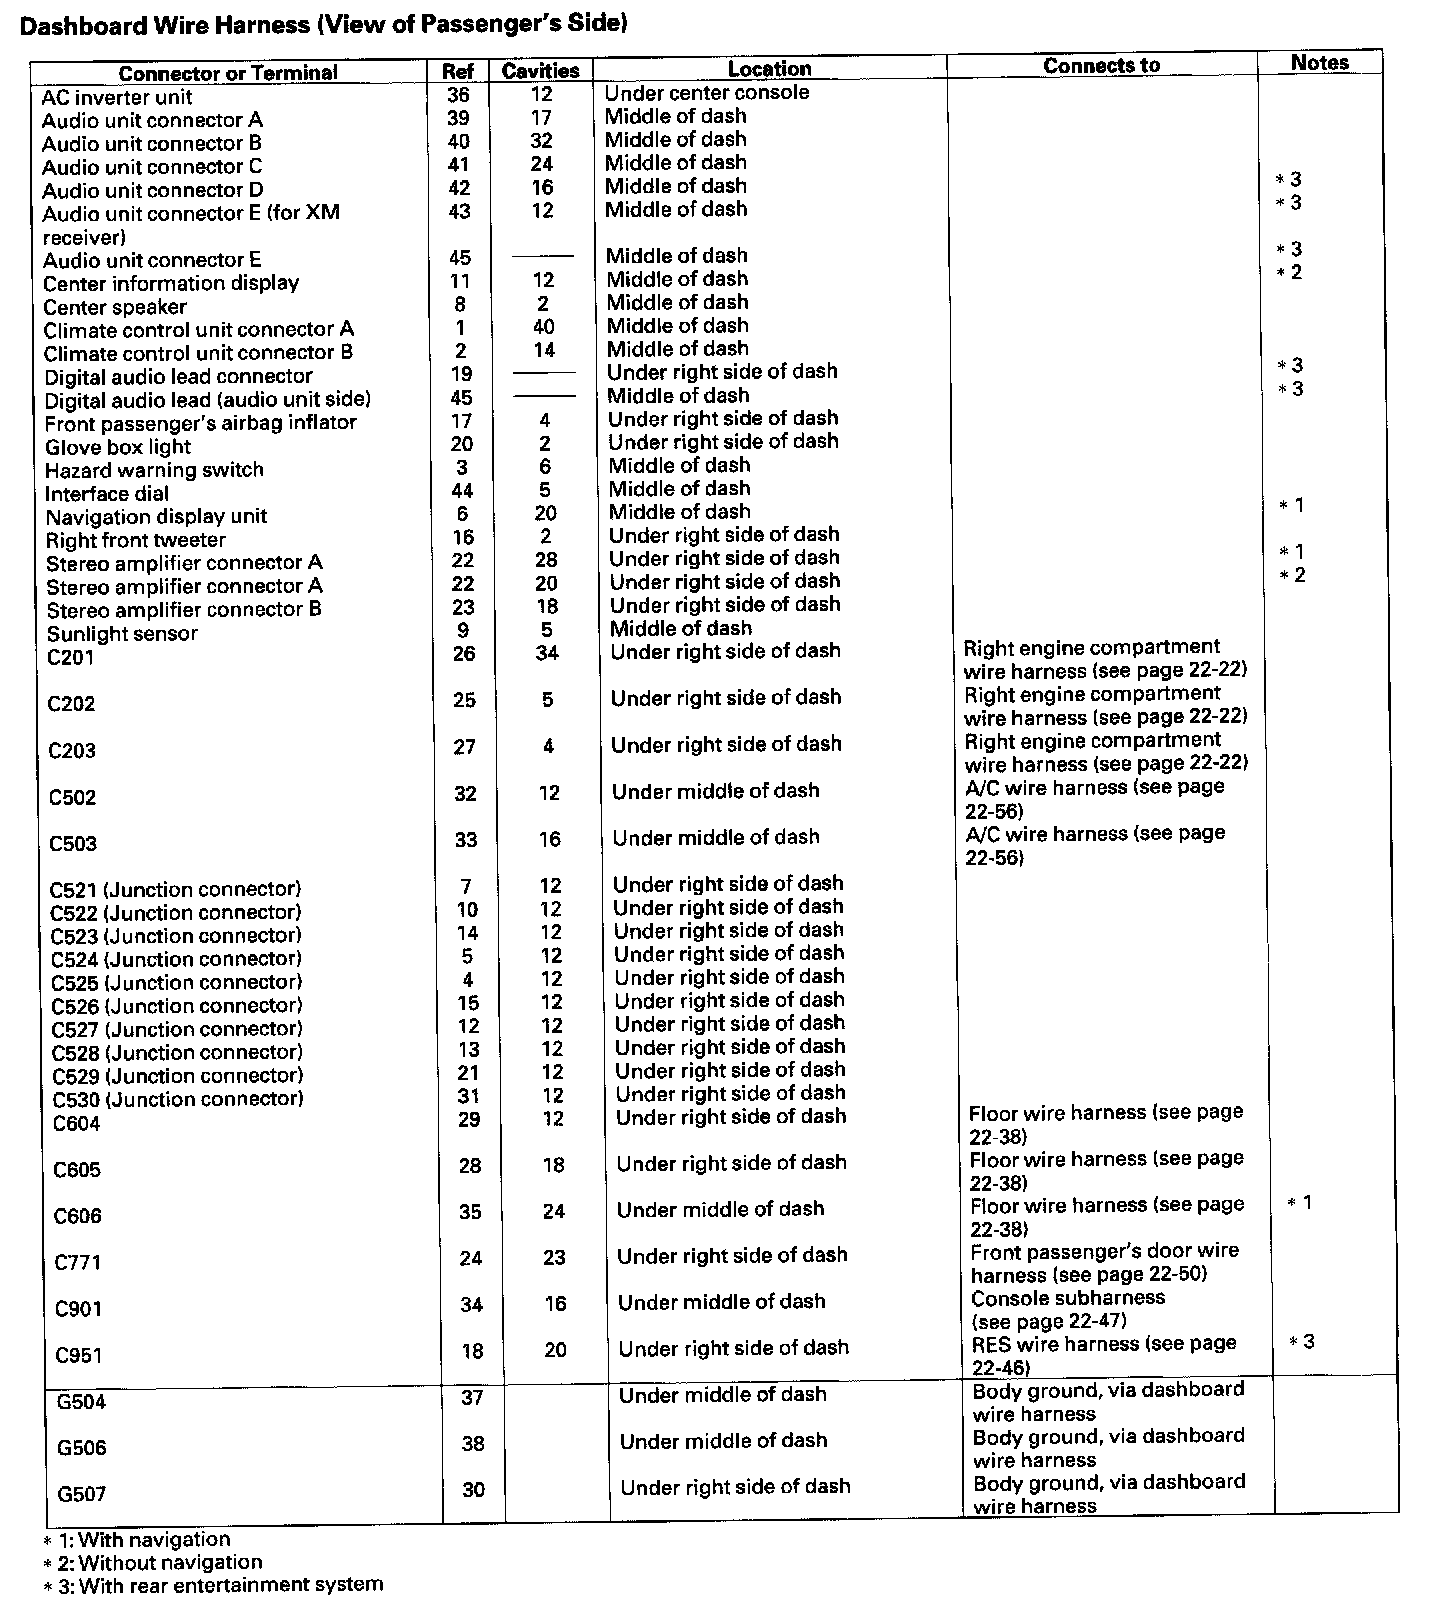 Dashboard Wire Harness (View of Passenger's Side)
Connector or Terminal Ref Cavities Location Connects to Notes
AC inverter unit 36 12 Under center console
Audio unit connector A 39 17 Middle of dash
Audio unit connector B 40 32 Middle of dash
Audio unit connector C 41 24 Middle of dash
Audio unit connector D 42 16 Middle of dash * 3
Audio unit connector E (for XM 43 12 Middle of dash * 3
receiver)
Audio unit connector E 45 —— Middle of dash * 3
Center information display 11 12 Middle of dash * 2
Center speaker 8 2 Middle of dash
Climate control unit connector A 1 40 Middle of dash
Climate control unit connector B 2 14 Middle of dash
Digital audio lead connector 19 —— Under right side of dash * 3
Digital audio lead (audio unit side) 45 —— Middle of dash * 3
Front passenger's airbag inflator 17 4 Under right side of dash
Glove box light 20 2 Under right side of dash
Hazard warning switch 3 6 Middle of dash
Interface dial 44 5 Middle of dash
Navigation display unit 6 20 Middle of dash * 1
Right front tweeter 16 2 Under right side of dash
Stereo amplifier connector A 22 28 Under right side of dash * 1
Stereo amplifier connector A 22 20 Under right side of dash * 2
Stereo amplifier connector B 23 18 Under right side of dash
Sunlight sensor 9 5 Middle of dash
C201 26 34 Under right side of dash Right engine compartment
wire harness (see page 22-22)
C202 25 5 Under right side of dash Right engine compartment
wire harness (see page 22-22)
C203 27 4 Under right side of dash Right engine compartment
wire harness (see page 22-22)
C502 32 12 Under middle of dash A/C wire harness (see page
22-56)
C503 33 16 Under middle of dash A/C wire harness (see page
22-56)
C521 (Junction connector) 7 12 Under right side of dash
C522 (Junction connector) 10 12 Under right side of dash
C523 (Junction connector) 14 12 Under right side of dash
C524 (Junction connector) 5 12 Under right side of dash
C525 (Junction connector) 4 12 Under right side of dash
C526 (Junction connector) 15 12 Under right side of dash
C527 (Junction connector) 12 12 Under right side of dash
C528 (Junction connector) 13 12 Under right side of dash
C529 (Junction connector) 21 12 Under right side of dash
C530 (Junction connector) 31 12 Under right side of dash
C604 29 12 Under right side of dash Floor wire harness (see page
22-38)
C605 28 18 Under right side of dash Floor wire harness (see page
22-38)
C606 35 24 Under middle of dash Floor wire harness (see page * 1
22-38)
C771 24 23 Under right side of dash Front passenger's door wire
harness (see page 22-50)
C901 34 16 Under middle of dash Console subharness
(see page 22-47)
C951 18 20 Under right side of dash RES wire harness (see page * 3
22-46)
G504 37 Under middle of dash Body ground, via dashboard
wire harness
G506 38 Under middle of dash Body ground, via dashboard
wire harness
G507 30 Under right side of dash Body ground, via dashboard
wire harness
* 1: With navigation
* 2: Without navigation
* 3: With rear entertainment system